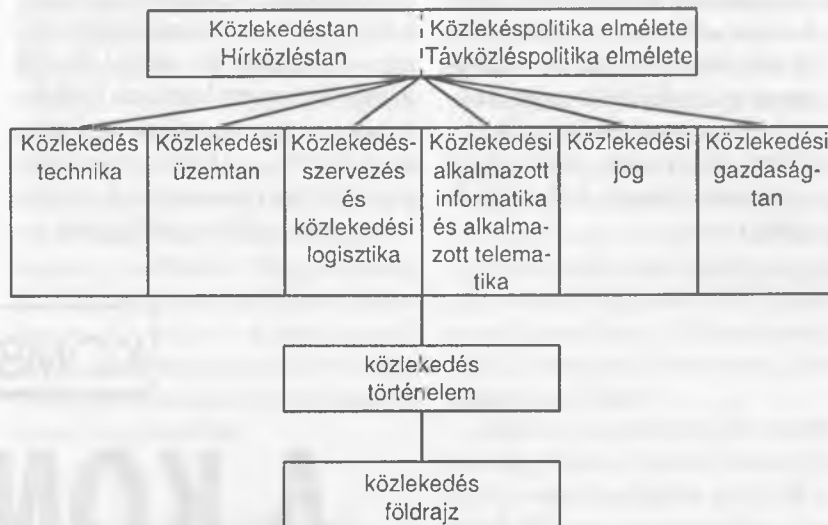 Közlekedéstan
Hírközléstan
Közlekéspolitika elmélete
Távközléspolitika elmélete
Közlekedés
technika
Közlekedési
üzemtan
Közlekedés-
szervezés
és
közlekedési
logisztika
Közlekedési
alkalmazott
informatika
és alkalma-
zott telema-
tika
Közlekedési
jog
Közlekedési
gazdaság-
tan
közlekedés
történelem
közlekedés
földrajz